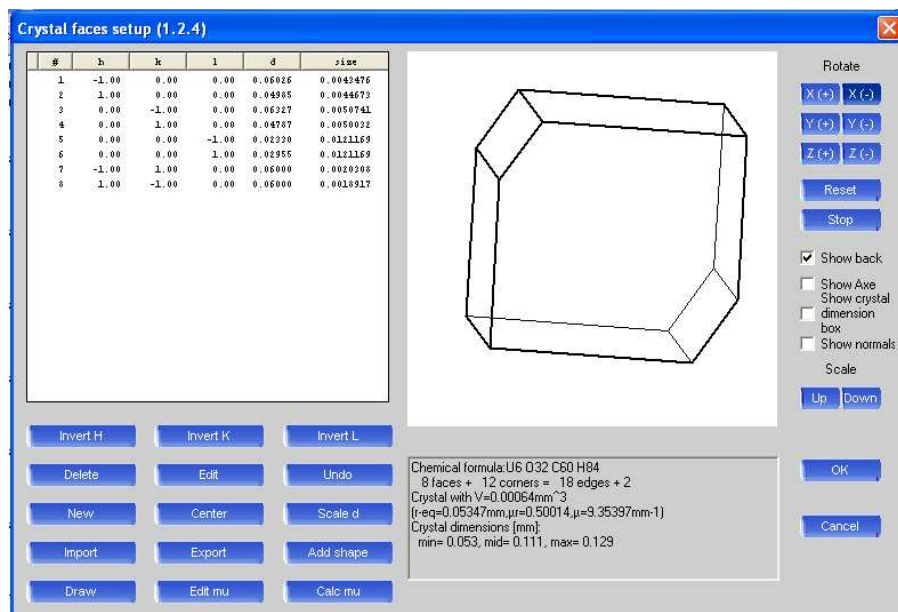 Crystal faces setup (1.2.4)
# h k l d size
1 -1.00 0.00 0.00 0.06026 0.0043476
2 1.00 0.00 0.00 0.04985 0.0044673
3 0.00 -1.00 0.00 0.06327 0.0050741
4 0.00 1.00 0.00 0.04787 0.0050032
5 0.00 0.00 -1.00 0.02330 0.0121169
6 0.00 0.00 1.00 0.02955 0.0121169
7 -1.00 1.00 0.00 0.06000 0.0020308
8 1.00 -1.00 0.00 0.06000 0.0018917
Rotate
X (+) X (-)
Y (+) Y (-)
Z (+) Z (-)
Reset
Stop
Show back
Show Axe
Show crystal
dimension
box
Show normals
Scale
Up Down
Invert H Invert K Invert L
Delete Edit Undo
New Center Scale d
Import Export Add shape
Draw Edit mu Calc mu
Chemical formula:U6 O32 C60 H84
8 faces + 12 corners = 18 edges + 2
Crystal with V=0.00064mm^3
(r-eq=0.05347mm,μr=0.50014,μ=9.35397mm-1)
Crystal dimensions [mm]:
min= 0.053, mid= 0.111, max= 0.129
OK
Cancel